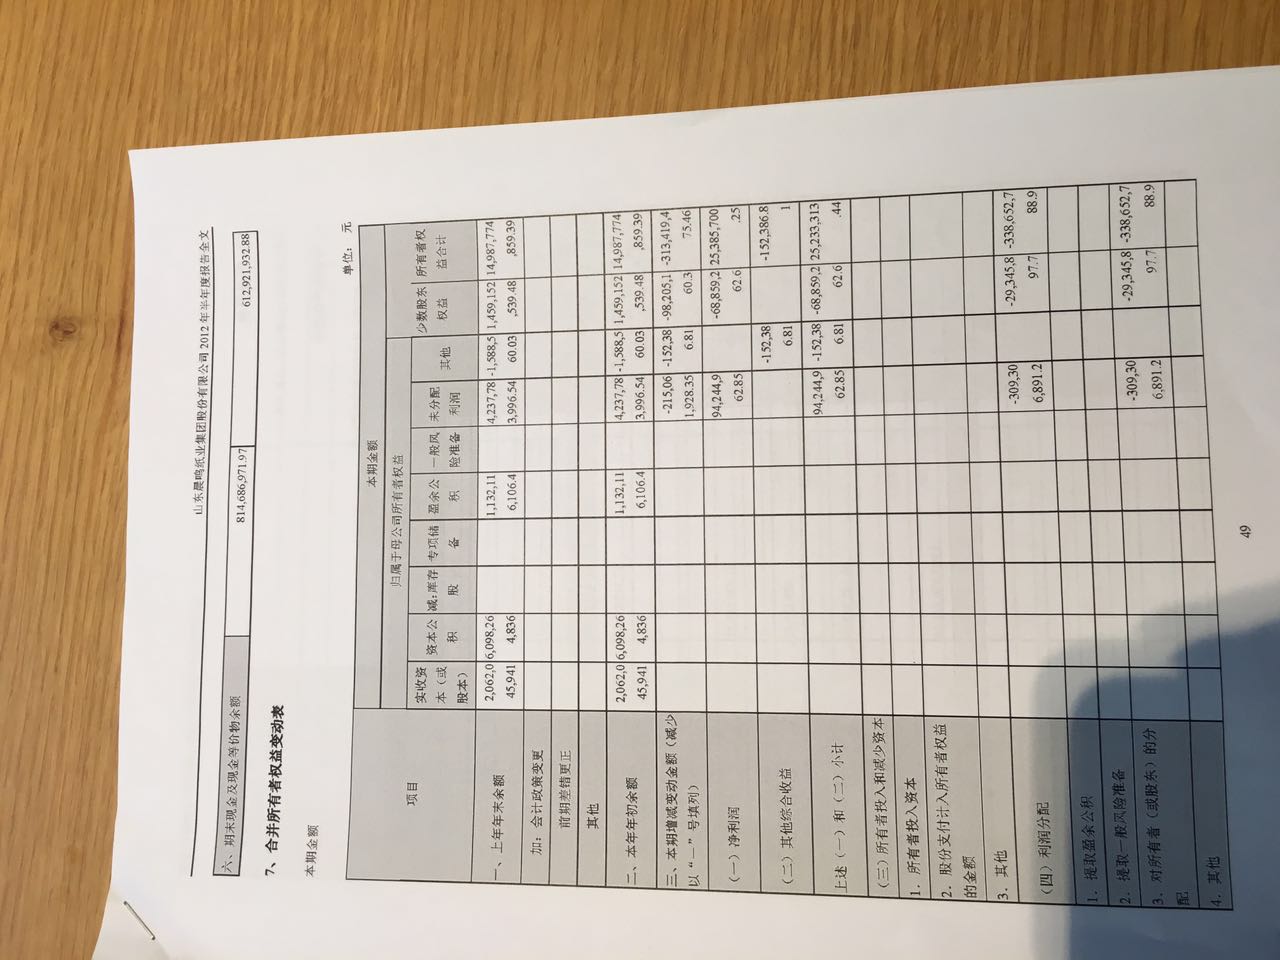 山东晨鸣纸业集团股份有限公司 2012 年半年度报告全文
六、期末现金及现金等价物余额 814,686,971.97 612,921,932.88
7、合并所有者权益变动表
本期金额
单位：元
项目 本期金额
归属于母公司所有者权益 少数股东权益 所有者权益合计
实收资本（或股本） 资本公积 减：库存股 专项储备 盈余公积 一般风险准备 未分配利润 其他
一、上年年末余额 2,062,045,941 6,098,264,836 1,132,116,106.4 4,237,783,996.54 -1,588,560.03 1,459,152,539.48 14,987,774,859.39
加：会计政策变更
前期差错更正
其他
二、本年年初余额 2,062,045,941 6,098,264,836 1,132,116,106.4 4,237,783,996.54 -1,588,560.03 1,459,152,539.48 14,987,774,859.39
三、本期增减变动金额（减少以“－”号填列） -215,061,928.35 -152,386.81 -98,205,160.3 -313,419,475.46
（一）净利润 94,244,962.85 -68,859,262.6 25,385,700.25
（二）其他综合收益 -152,386.81 -152,386.81
上述（一）和（二）小计 94,244,962.85 -152,386.81 -68,859,262.6 25,233,313.44
（三）所有者投入和减少资本
1．所有者投入资本
2．股份支付计入所有者权益的金额
3．其他
（四）利润分配 -309,306,891.2 -29,345,897.7 -338,652,788.9
1．提取盈余公积
2．提取一般风险准备
3．对所有者（或股东）的分配 -309,306,891.2 -29,345,897.7 -338,652,788.9
4．其他
49